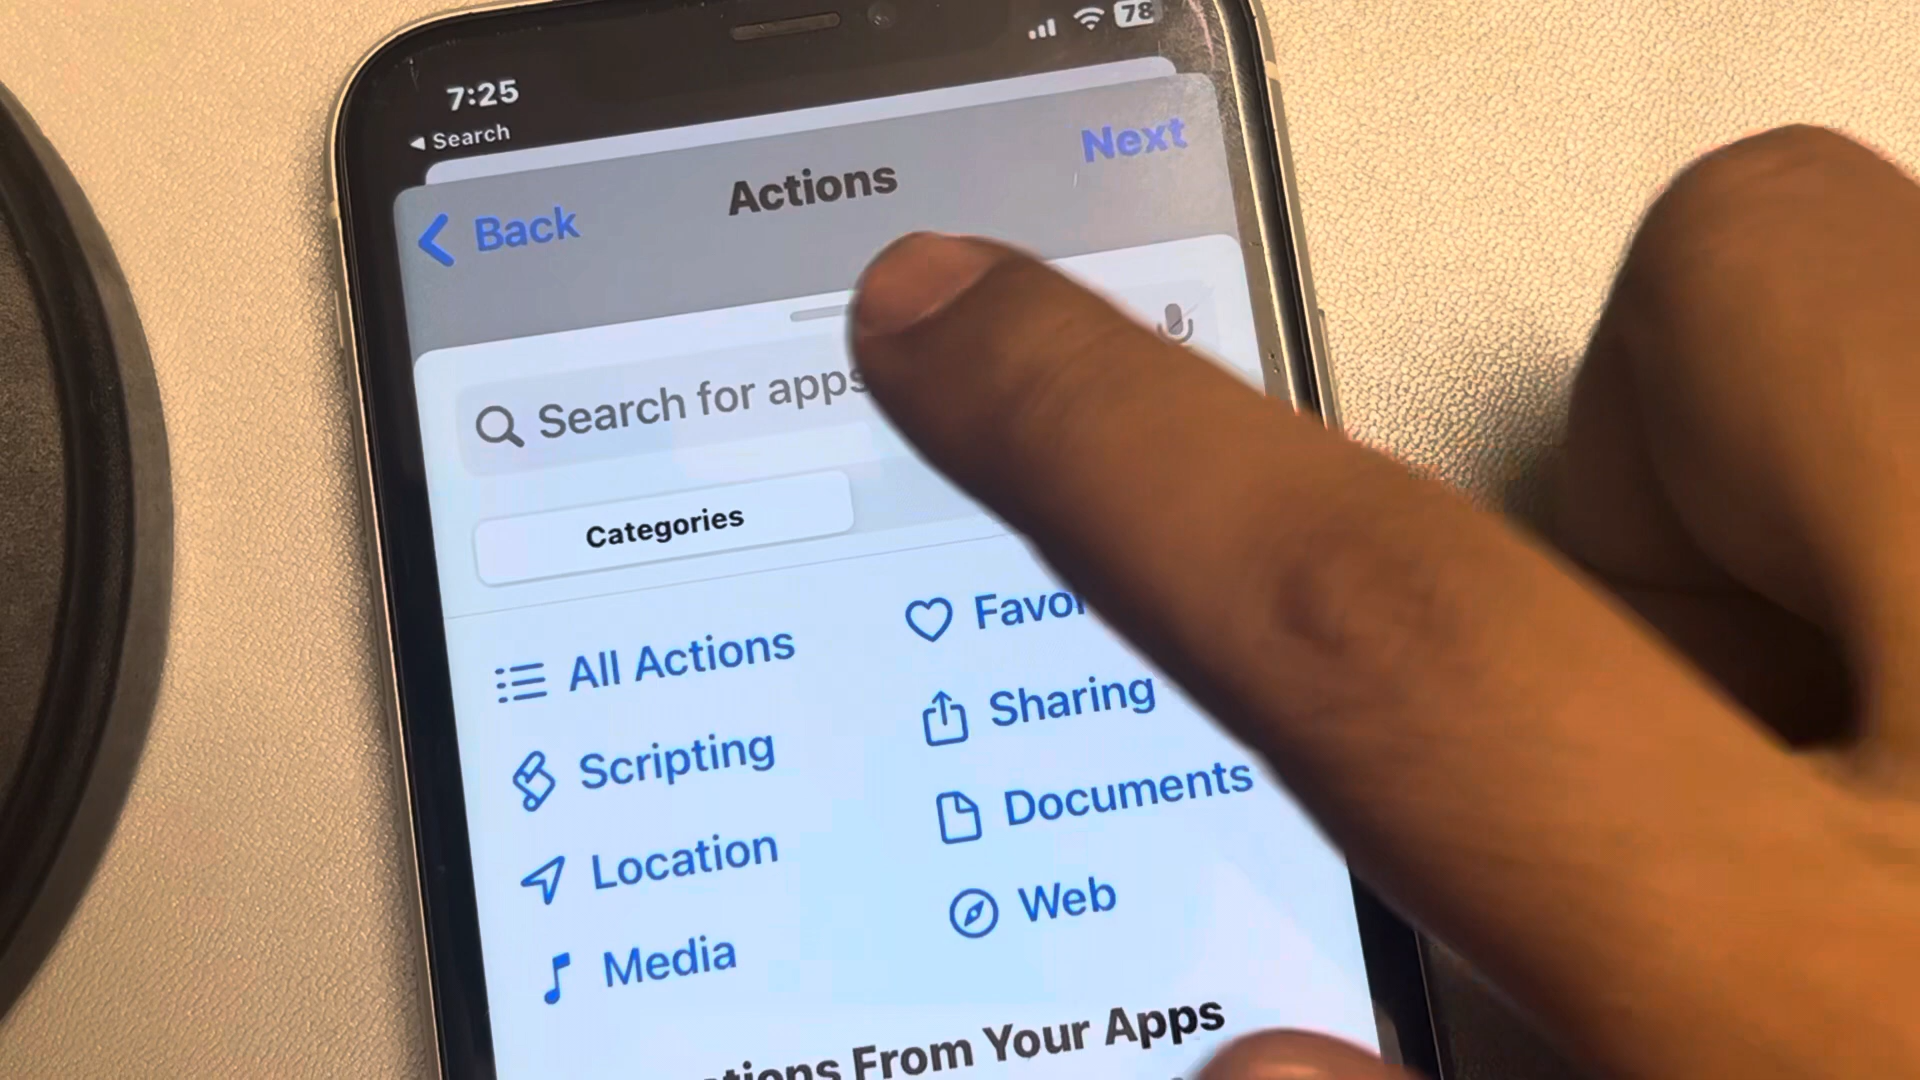 7:25
78
Search
Next
Actions
Back
Search for apps
Categories
All Actions
Sharing
Scripting
Documents
Location
Web
Media
From Your Apps